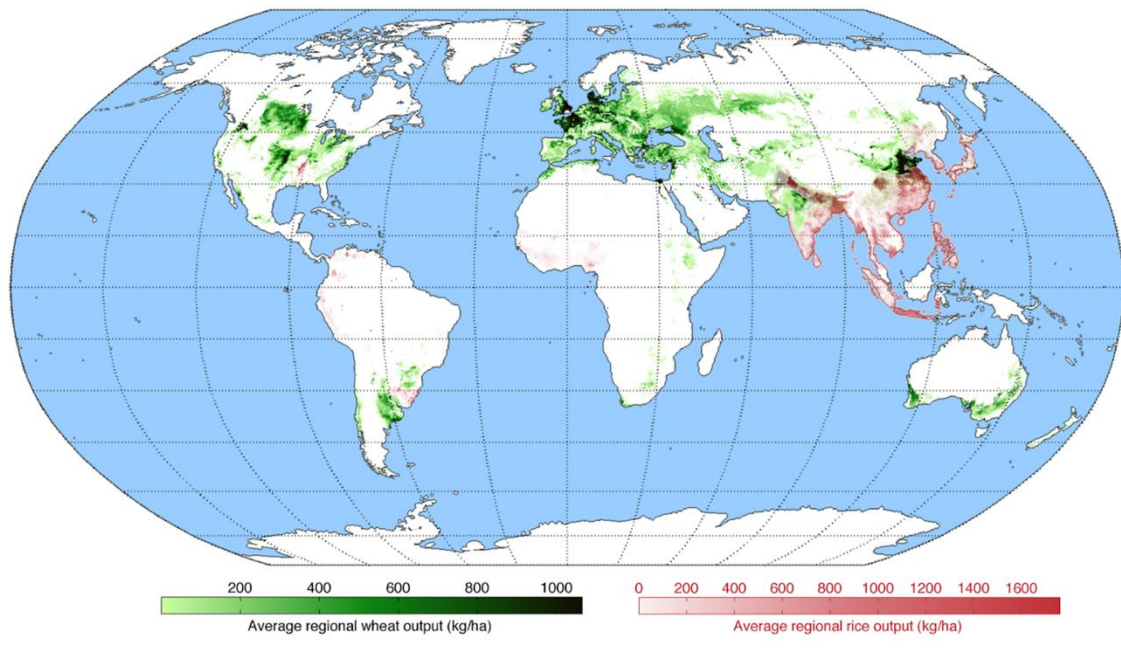 200 400 600 800 1000
Average regional wheat output (kg/ha)
0 200 400 600 800 1000 1200 1400 1600
Average regional rice output (kg/ha)